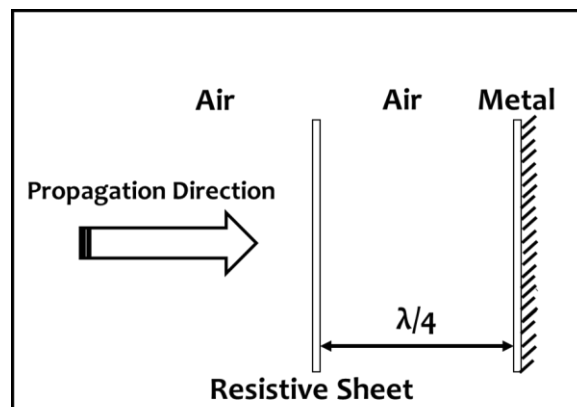 Air Air Metal
Propagation Direction
λ/4
Resistive Sheet